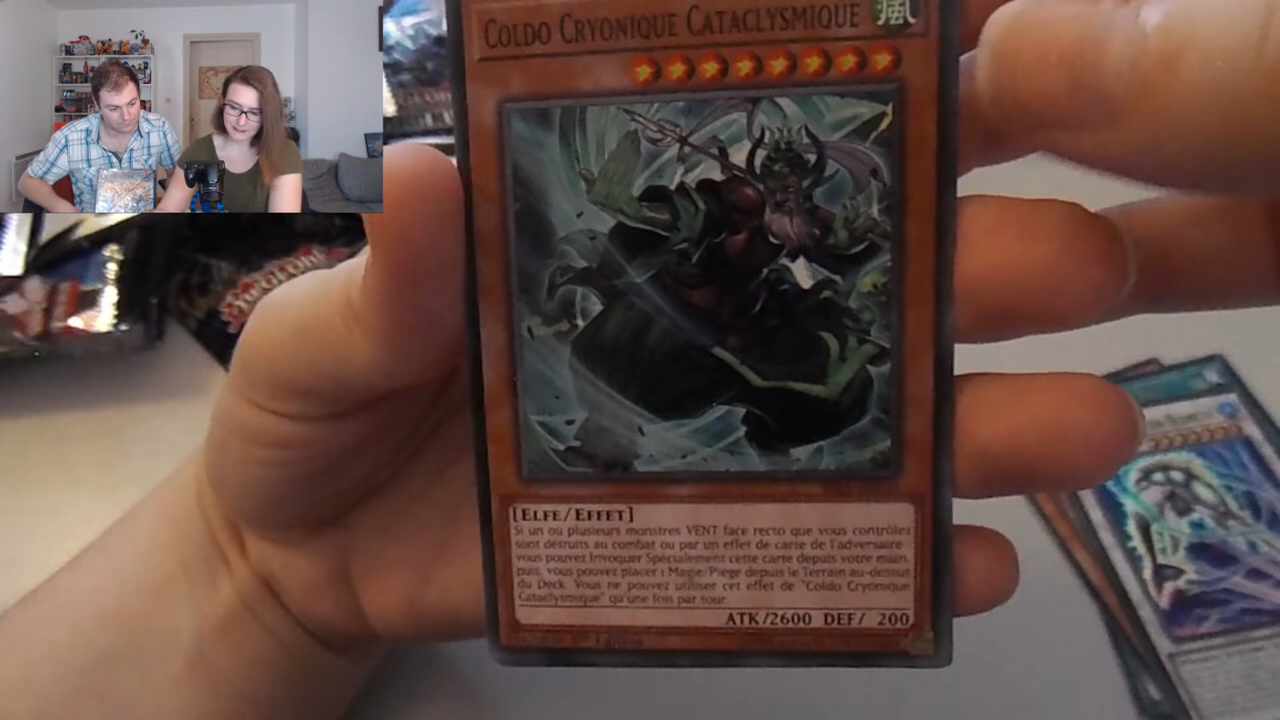 COLDO CRYONIQUE CATACLYSMIQUE
[ELFE/EFFET]
Si un ou plusieurs monstres VENT face recto que vous contrôlez
sont détruits au combat ou par un effet de carte de l'adversaire :
vous pouvez Invoquer Spécialement cette carte depuis votre main,
puis, vous pouvez placer 1 Magie/Piège depuis le Terrain au-dessus
du Deck. Vous ne pouvez utiliser cet effet de "Coldo Cryonique
Cataclysmique" qu'une fois par tour.
ATK/2600 DEF/ 200